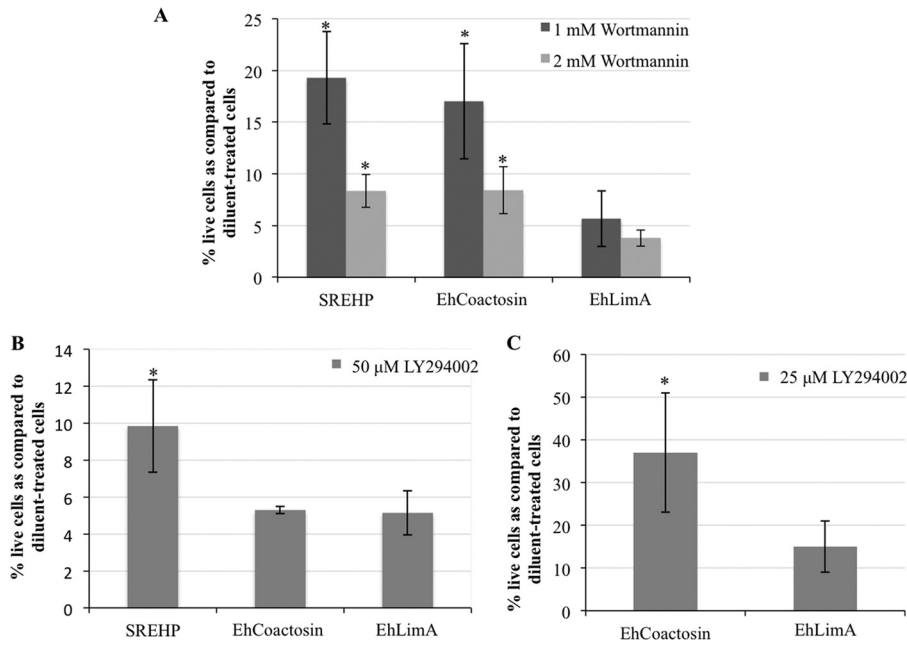 A
% live cells as compared to
diluent-treated cells
25
20
15
10
5
0
*
*
*
*
1 mM Wortmannin
2 mM Wortmannin
SREHP
EhCoactosin
EhLimA
B
% live cells as compared to
diluent-treated cells
14
12
10
8
6
4
2
0
*
50 μM LY294002
SREHP
EhCoactosin
EhLimA
C
% live cells as compared to
diluent-treated cells
60
50
40
30
20
10
0
*
25 μM LY294002
EhCoactosin
EhLimA